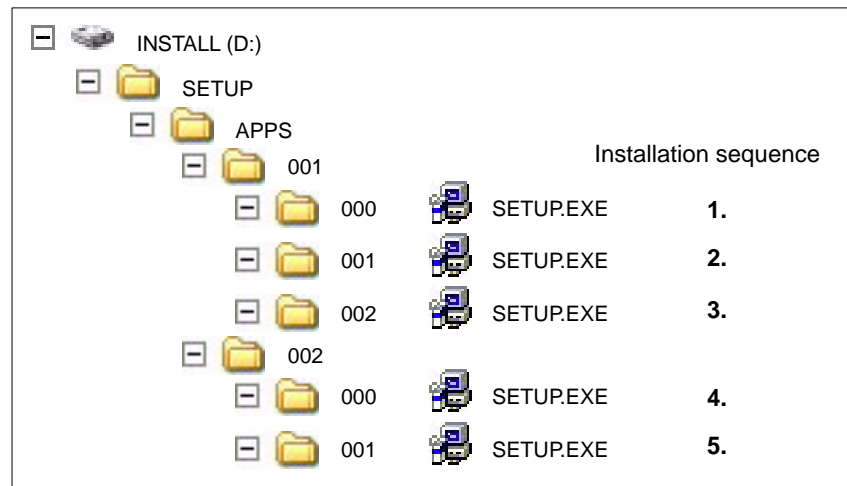 INSTALL (D:)
SETUP
APPS
Installation sequence
001
000 SETUP.EXE 1.
001 SETUP.EXE 2.
002 SETUP.EXE 3.
002
000 SETUP.EXE 4.
001 SETUP.EXE 5.